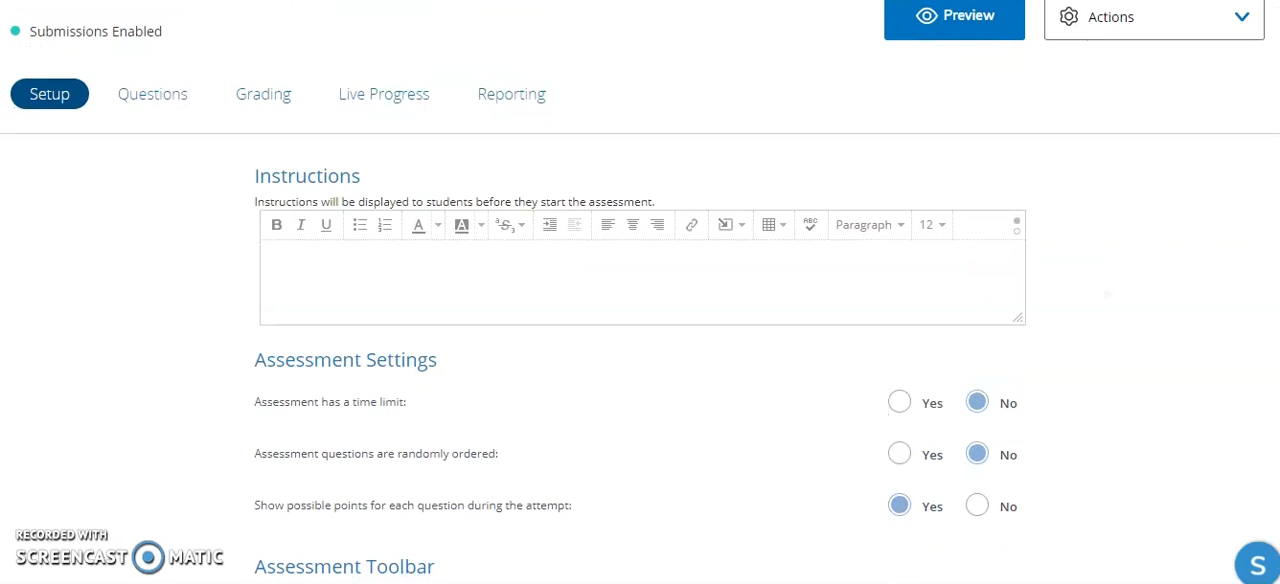 Submissions Enabled
Preview
Actions
Setup
Questions
Grading
Live Progress
Reporting
Instructions
Instructions will be displayed to students before they start the assessment.
B I U A A S ABC Paragraph 12
Assessment Settings
Assessment has a time limit:
Yes
No
Assessment questions are randomly ordered:
Yes
No
Show possible points for each question during the attempt:
Yes
No
RECORDED WITH
SCREENCAST MATIC
Assessment Toolbar
S